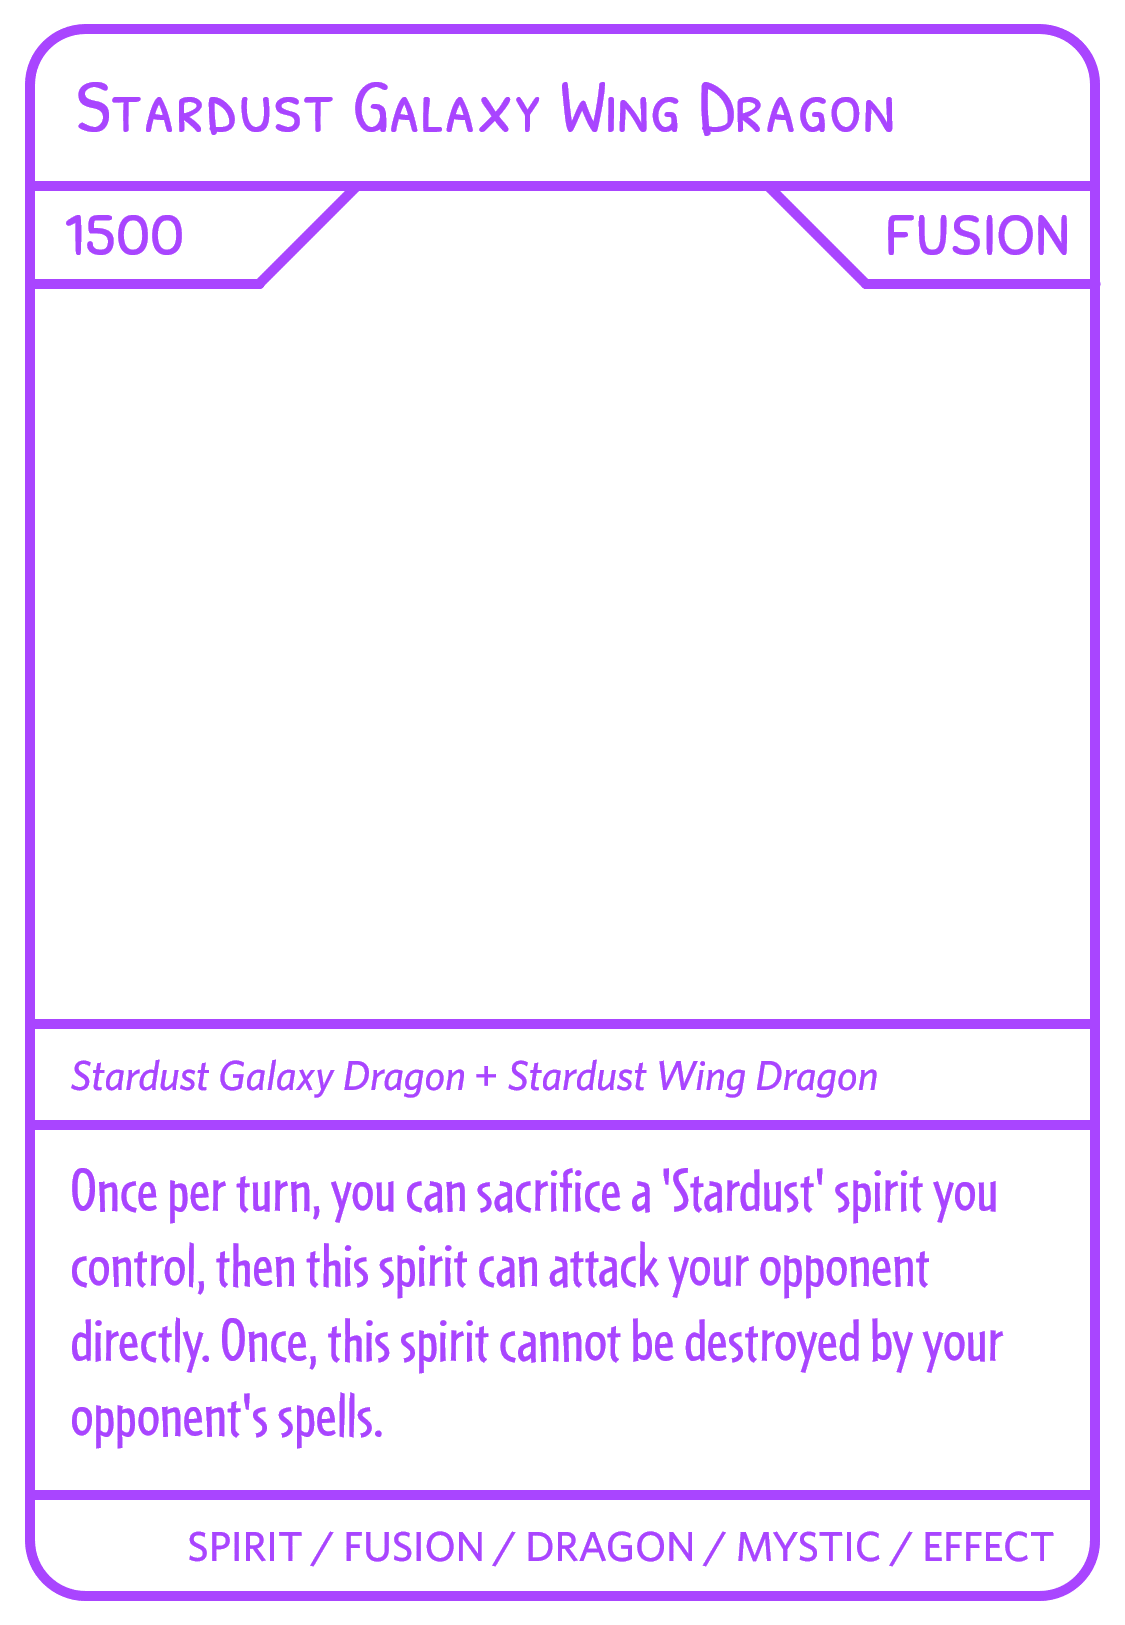 Stardust Galaxy Wing Dragon
1500
FUSION
Stardust Galaxy Dragon + Stardust Wing Dragon
Once per turn, you can sacrifice a 'Stardust' spirit you
control, then this spirit can attack your opponent
directly. Once, this spirit cannot be destroyed by your
opponent's spells.
SPIRIT / FUSION / DRAGON / MYSTIC / EFFECT